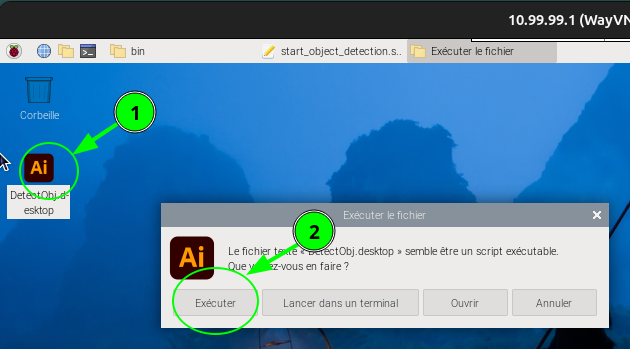 10.99.99.1 (WayVN
bin
start_object_detection.s..
Exécuter le fichier
Corbeille
1
Ai
DetectObj.d-
esktop
Exécuter le fichier
2
Ai
Le fichier texte « DetectObj.desktop » semble être un script exécutable.
Que voulez-vous en faire ?
Exécuter
Lancer dans un terminal
Ouvrir
Annuler